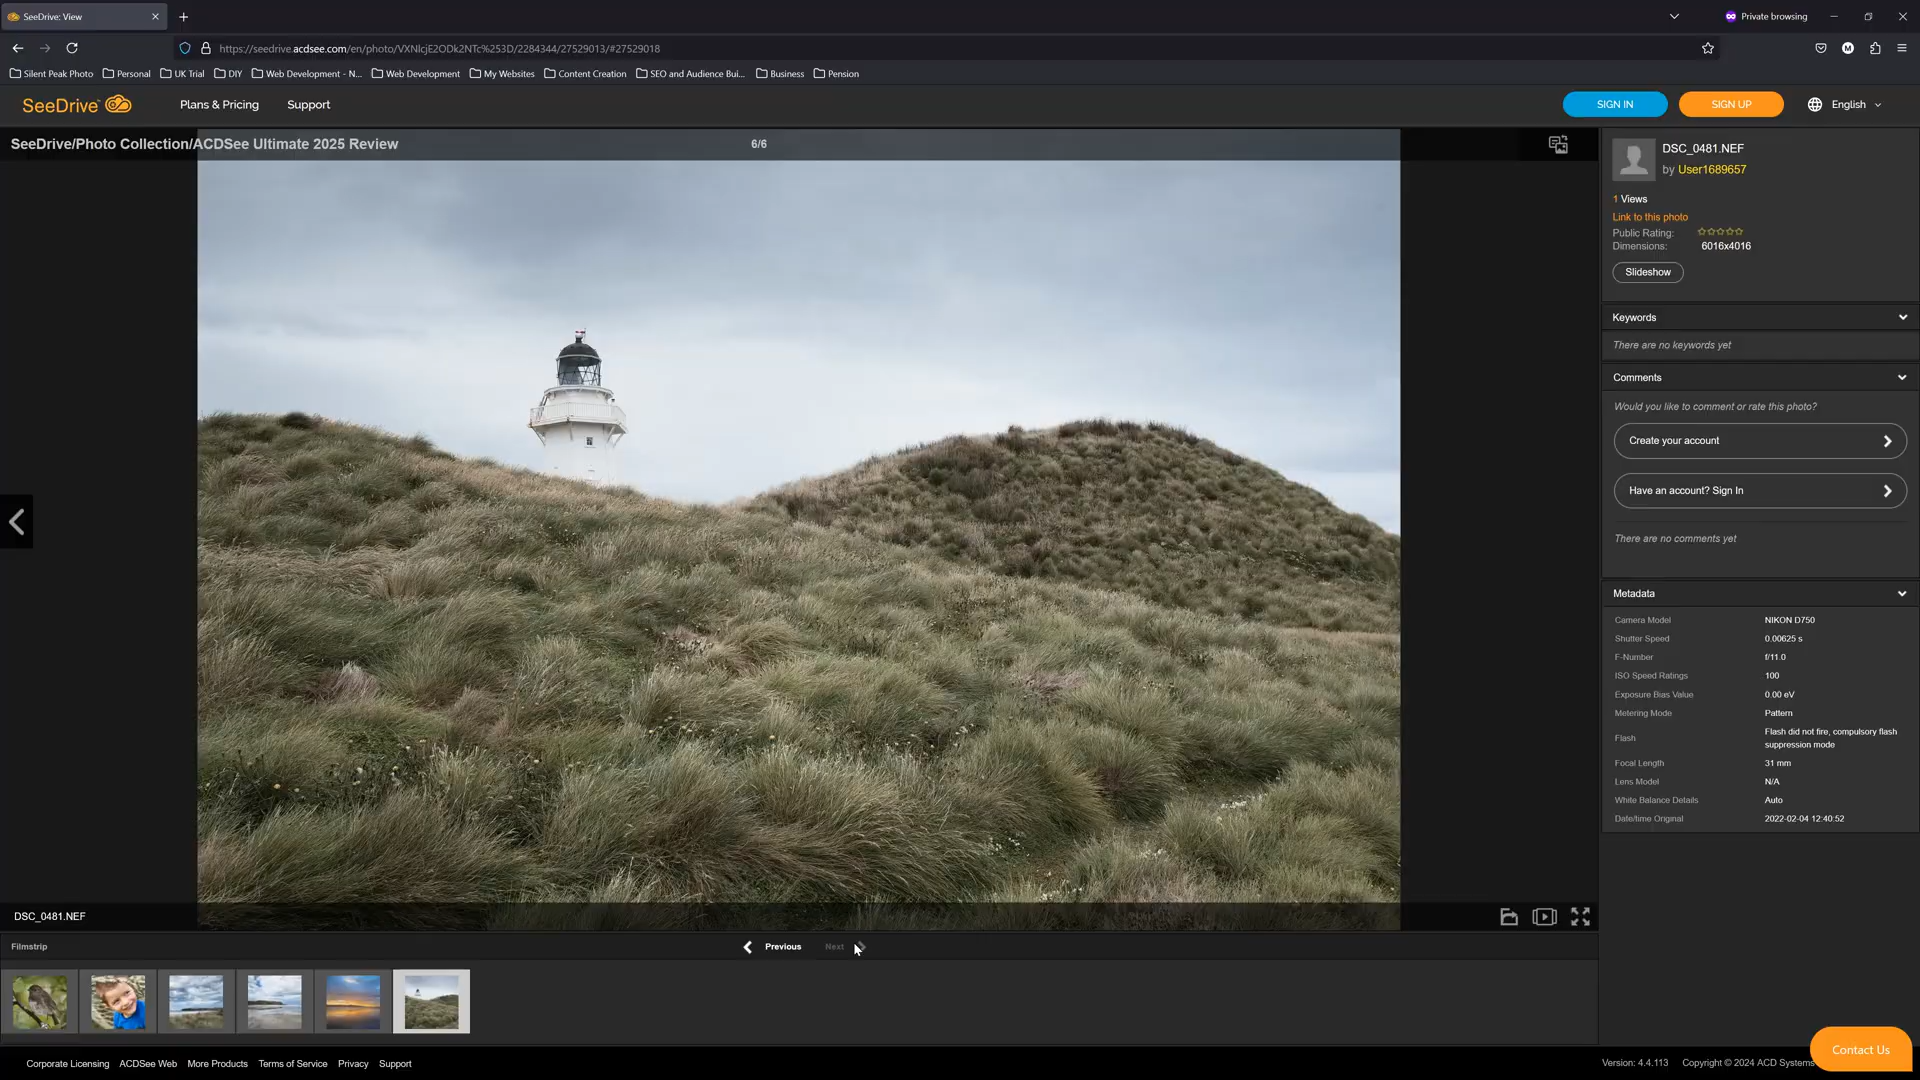 SeeDrive: View
Private browsing
https://seedrive.acdsee.com/en/photo/VXNlcjE2ODk2NTc%253D/2284344/27529013/#27529018
Silent Peak Photo
Personal
UK Trial
DIY
Web Development - N...
Web Development
My Websites
Content Creation
SEO and Audience Bui...
Business
Pension
SeeDrive
Plans & Pricing
Support
SIGN IN
SIGN UP
English
SeeDrive/Photo Collection/ACDSee Ultimate 2025 Review
6/6
DSC_0481.NEF
by User1689657
1 Views
Link to this photo
Public Rating:
Dimensions: 6016x4016
Slideshow
Keywords
There are no keywords yet
Comments
Would you like to comment or rate this photo?
Create your account
Have an account? Sign In
There are no comments yet
Metadata
Camera Model NIKON D750
Shutter Speed 0.00625 s
F-Number f/11.0
ISO Speed Ratings 100
Exposure Bias Value 0.00 eV
Metering Mode Pattern
Flash Flash did not fire, compulsory flash
suppression mode
Focal Length 31 mm
Lens Model N/A
White Balance Details Auto
Date/time Original 2022-02-04 12:40:52
DSC_0481.NEF
Filmstrip
Previous
Next
Corporate Licensing
ACDSee Web
More Products
Terms of Service
Privacy
Support
Version: 4.4.113
Copyright © 2024 ACD Systems
Contact Us